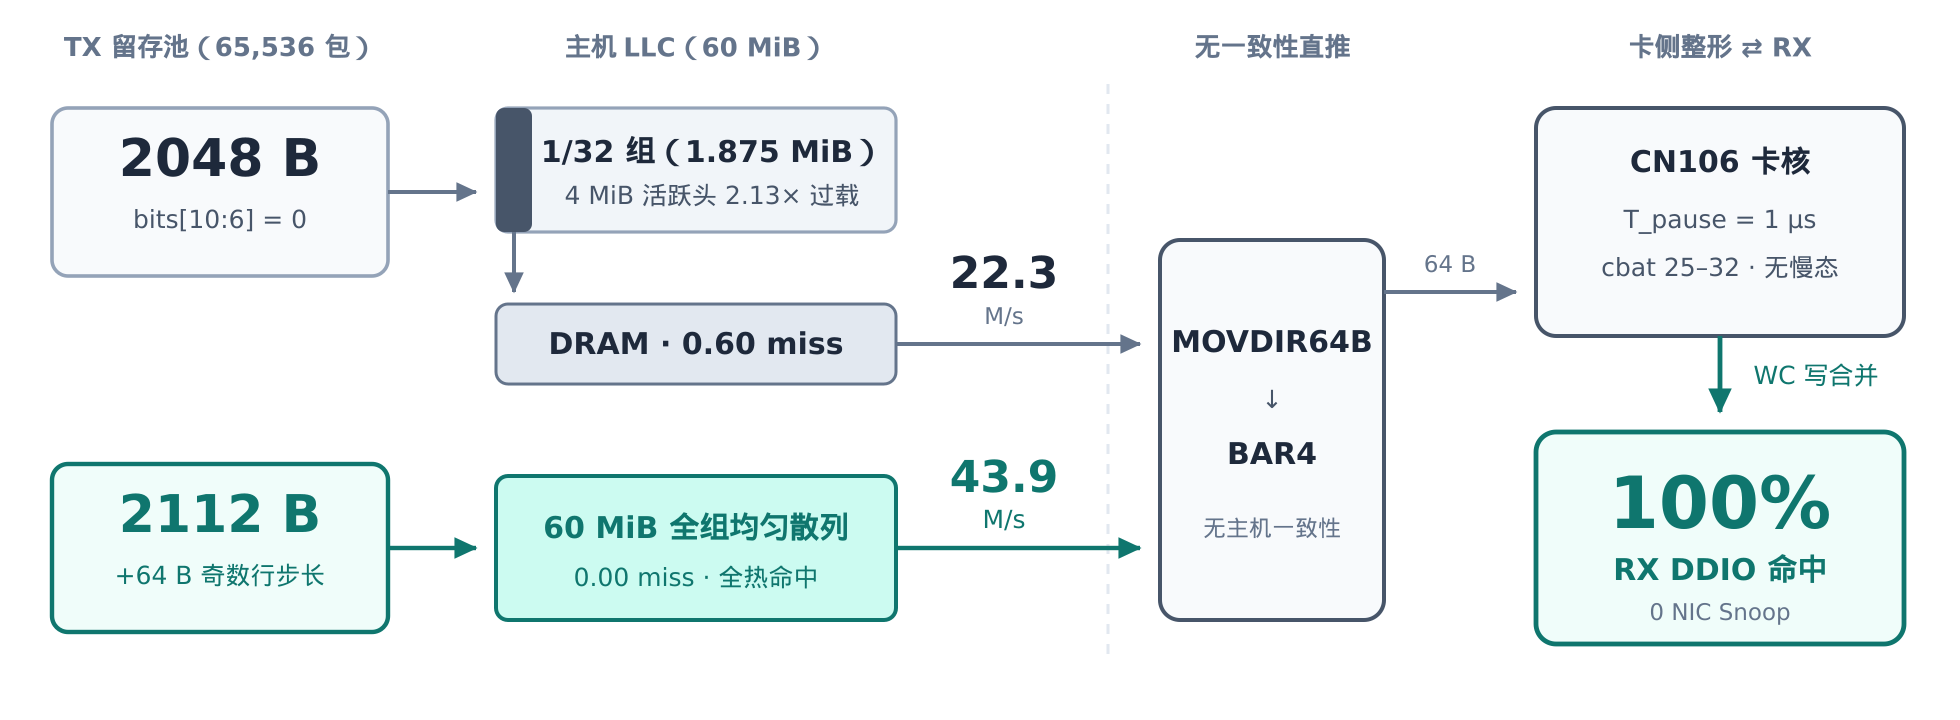 TX 留存池（65,536 包）
主机 LLC（60 MiB）
无一致性直推
卡侧整形 ⇄ RX
2048 B
bits[10:6] = 0
1/32 组（1.875 MiB）
4 MiB 活跃头 2.13× 过载
DRAM · 0.60 miss
22.3
M/s
2112 B
+64 B 奇数行步长
60 MiB 全组均匀散列
0.00 miss · 全热命中
43.9
M/s
MOVDIR64B
↓
BAR4
无主机一致性
64 B
CN106 卡核
T_pause = 1 µs
cbat 25–32 · 无慢态
WC 写合并
100%
RX DDIO 命中
0 NIC Snoop